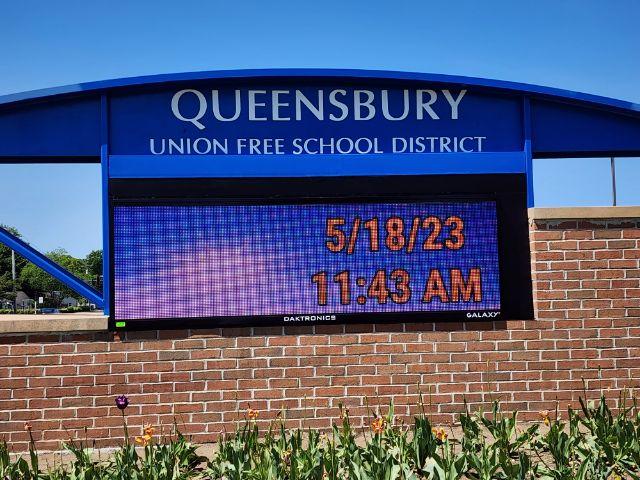 QUEENSBURY
UNION FREE SCHOOL DISTRICT
5/18/23
11:43 AM
DAKTRONICS GALAXY